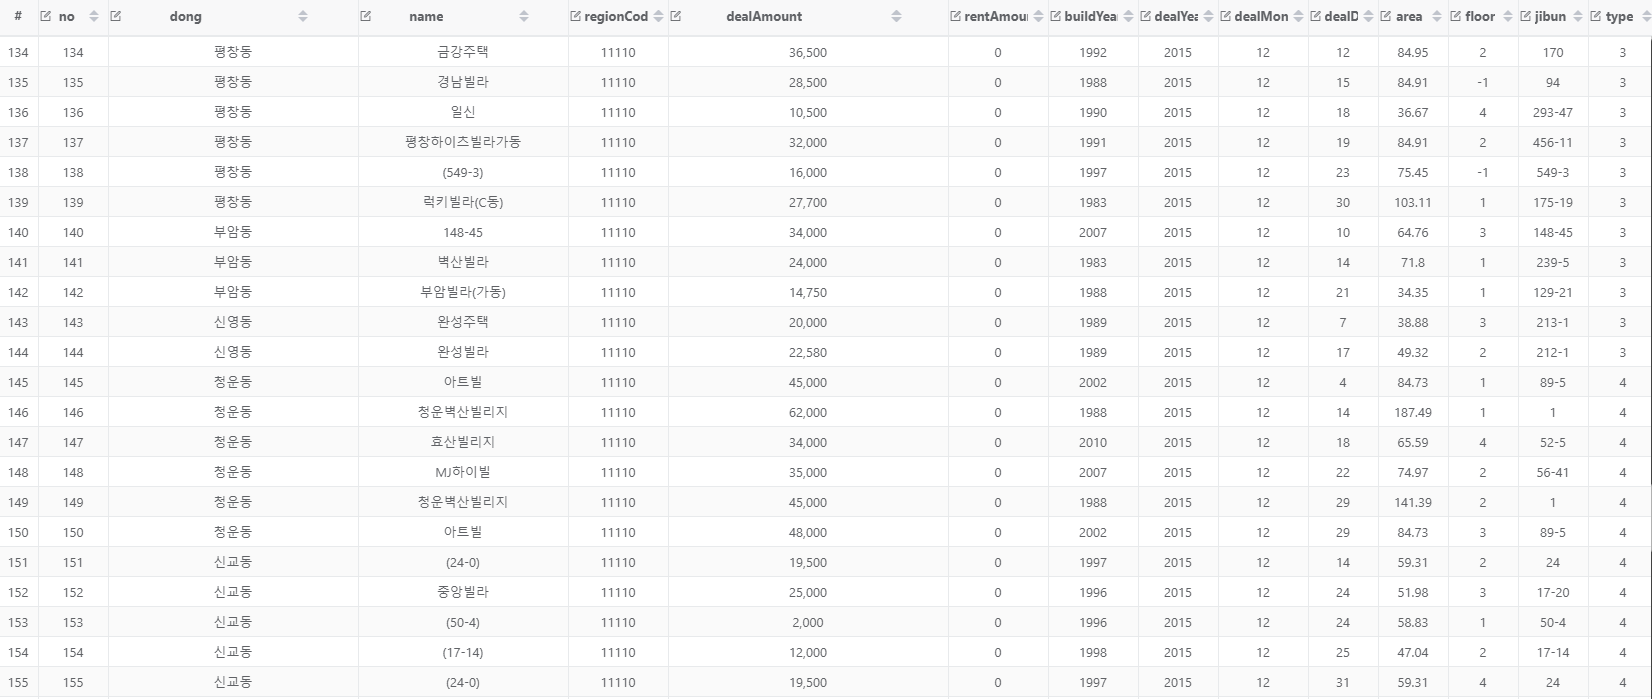 # no dong name regionCod dealAmount rentAmour buildYea dealYea dealMon dealD area floor jibun type
134 134 평창동 금강주택 11110 36,500 0 1992 2015 12 12 84.95 2 170 3
135 135 평창동 경남빌라 11110 28,500 0 1988 2015 12 15 84.91 -1 94 3
136 136 평창동 일신 11110 10,500 0 1990 2015 12 18 36.67 4 293-47 3
137 137 평창동 평창하이츠빌라가동 11110 32,000 0 1991 2015 12 19 84.91 2 456-11 3
138 138 평창동 (549-3) 11110 16,000 0 1997 2015 12 23 75.45 -1 549-3 3
139 139 평창동 럭키빌라(C동) 11110 27,700 0 1983 2015 12 30 103.11 1 175-19 3
140 140 부암동 148-45 11110 34,000 0 2007 2015 12 10 64.76 3 148-45 3
141 141 부암동 벽산빌라 11110 24,000 0 1983 2015 12 14 71.8 1 239-5 3
142 142 부암동 부암빌라(가동) 11110 14,750 0 1988 2015 12 21 34.35 1 129-21 3
143 143 신영동 완성주택 11110 20,000 0 1989 2015 12 7 38.88 3 213-1 3
144 144 신영동 완성빌라 11110 22,580 0 1989 2015 12 17 49.32 2 212-1 3
145 145 청운동 아트빌 11110 45,000 0 2002 2015 12 4 84.73 1 89-5 4
146 146 청운동 청운벽산빌리지 11110 62,000 0 1988 2015 12 14 187.49 1 1 4
147 147 청운동 효산빌리지 11110 34,000 0 2010 2015 12 18 65.59 4 52-5 4
148 148 청운동 MJ하이빌 11110 35,000 0 2007 2015 12 22 74.97 2 56-41 4
149 149 청운동 청운벽산빌리지 11110 45,000 0 1988 2015 12 29 141.39 2 1 4
150 150 청운동 아트빌 11110 48,000 0 2002 2015 12 29 84.73 3 89-5 4
151 151 신교동 (24-0) 11110 19,500 0 1997 2015 12 14 59.31 2 24 4
152 152 신교동 중앙빌라 11110 25,000 0 1996 2015 12 24 51.98 3 17-20 4
153 153 신교동 (50-4) 11110 2,000 0 1996 2015 12 24 58.83 1 50-4 4
154 154 신교동 (17-14) 11110 12,000 0 1998 2015 12 25 47.04 2 17-14 4
155 155 신교동 (24-0) 11110 19,500 0 1997 2015 12 31 59.31 4 24 4